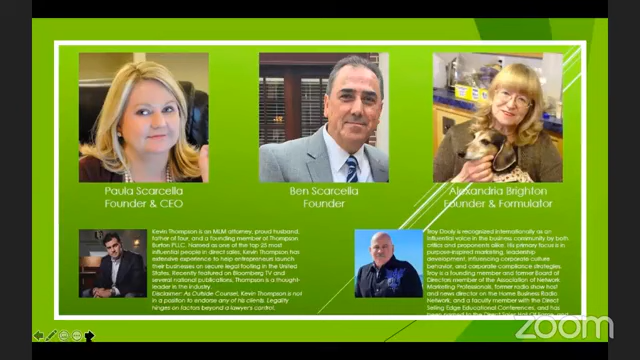 Paula Scarcella
Founder & CEO
Ben Scarcella
Founder
Alexandria Brighton
Founder & Formulator
Kevin Thompson is an MLM attorney, proud husband,
father of four, and a founding member of Thompson
Burton PLLC. Named as one of the top 25 most
influential people in direct sales, Kevin Thompson has
extensive experience to help entrepreneurs launch
their businesses on secure legal footing in the United
States. Recently featured on Bloomberg TV and
several national publications, Thompson is a thought-
leader in the industry.
Disclaimer: As Outside Counsel, Kevin Thompson is not
in a position to endorse any of his clients. Legality
hinges on factors beyond a lawyer's control.
Troy Dooly is recognized internationally as an
influential voice in the business community by both
critics and proponents alike. His primary focus is in
purpose-inspired marketing, leadership
development, influencing corporate culture
behavior, and corporate compliance strategies.
Troy is a founding member and former Board of
Directors member of the Association of Network
Marketing Professionals, former radio show host
and news director on the Home Business Radio
Network, and a faculty member with the Direct
Selling Edge Educational Conferences, and has
been named to the Direct Sales Hall Of Fame, and
zoom